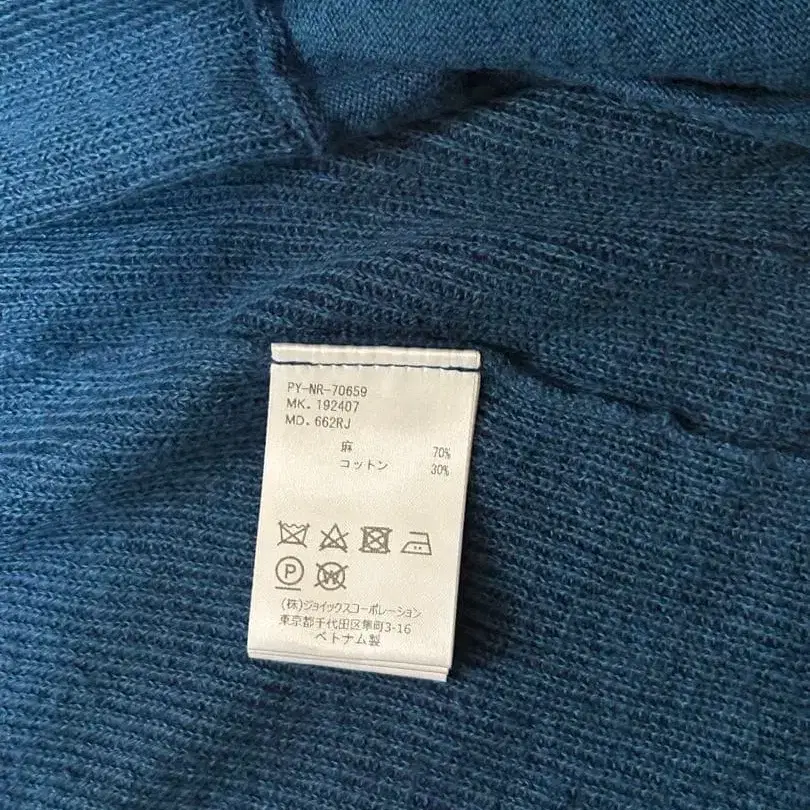 PY-NR-70659
MK. 192407
MD. 662RJ
麻 70%
コットン 30%
P W
(株)ジョイックスコーポレーション
東京都千代田区隼町3-16
ベトナム製